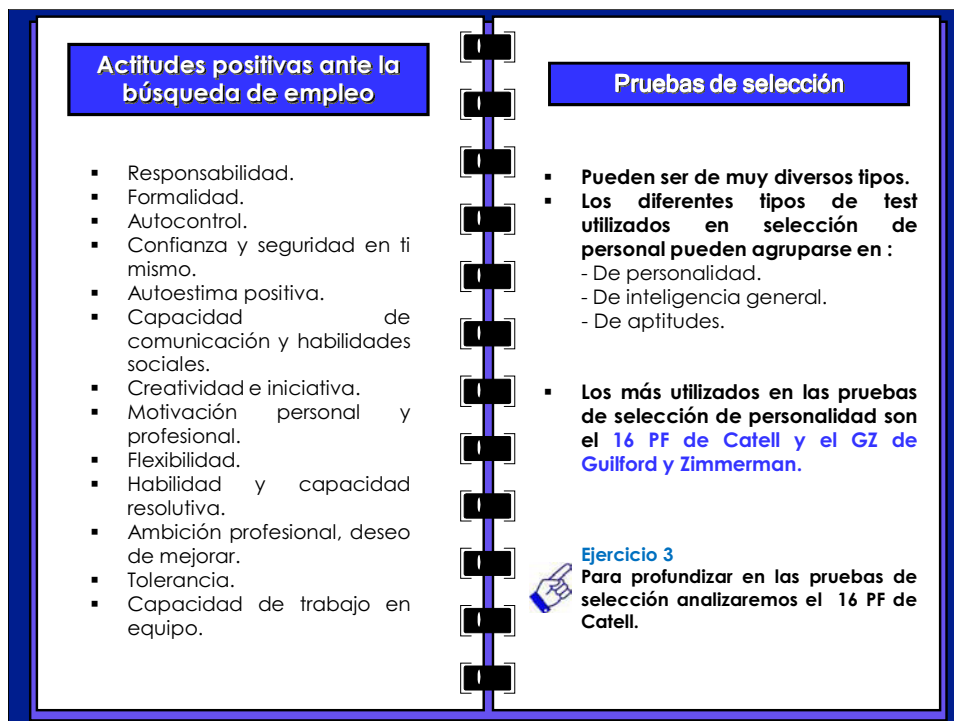 Actitudes positivas ante la
búsqueda de empleo
▪ Responsabilidad.
▪ Formalidad.
▪ Autocontrol.
▪ Confianza y seguridad en ti
mismo.
▪ Autoestima positiva.
▪ Capacidad de
comunicación y habilidades
sociales.
▪ Creatividad e iniciativa.
▪ Motivación personal y
profesional.
▪ Flexibilidad.
▪ Habilidad y capacidad
resolutiva.
▪ Ambición profesional, deseo
de mejorar.
▪ Tolerancia.
▪ Capacidad de trabajo en
equipo.
Pruebas de selección
▪ Pueden ser de muy diversos tipos.
▪ Los diferentes tipos de test
utilizados en selección de
personal pueden agruparse en :
- De personalidad.
- De inteligencia general.
- De aptitudes.
▪ Los más utilizados en las pruebas
de selección de personalidad son
el 16 PF de Catell y el GZ de
Guilford y Zimmerman.
Ejercicio 3
Para profundizar en las pruebas de
selección analizaremos el 16 PF de
Catell.